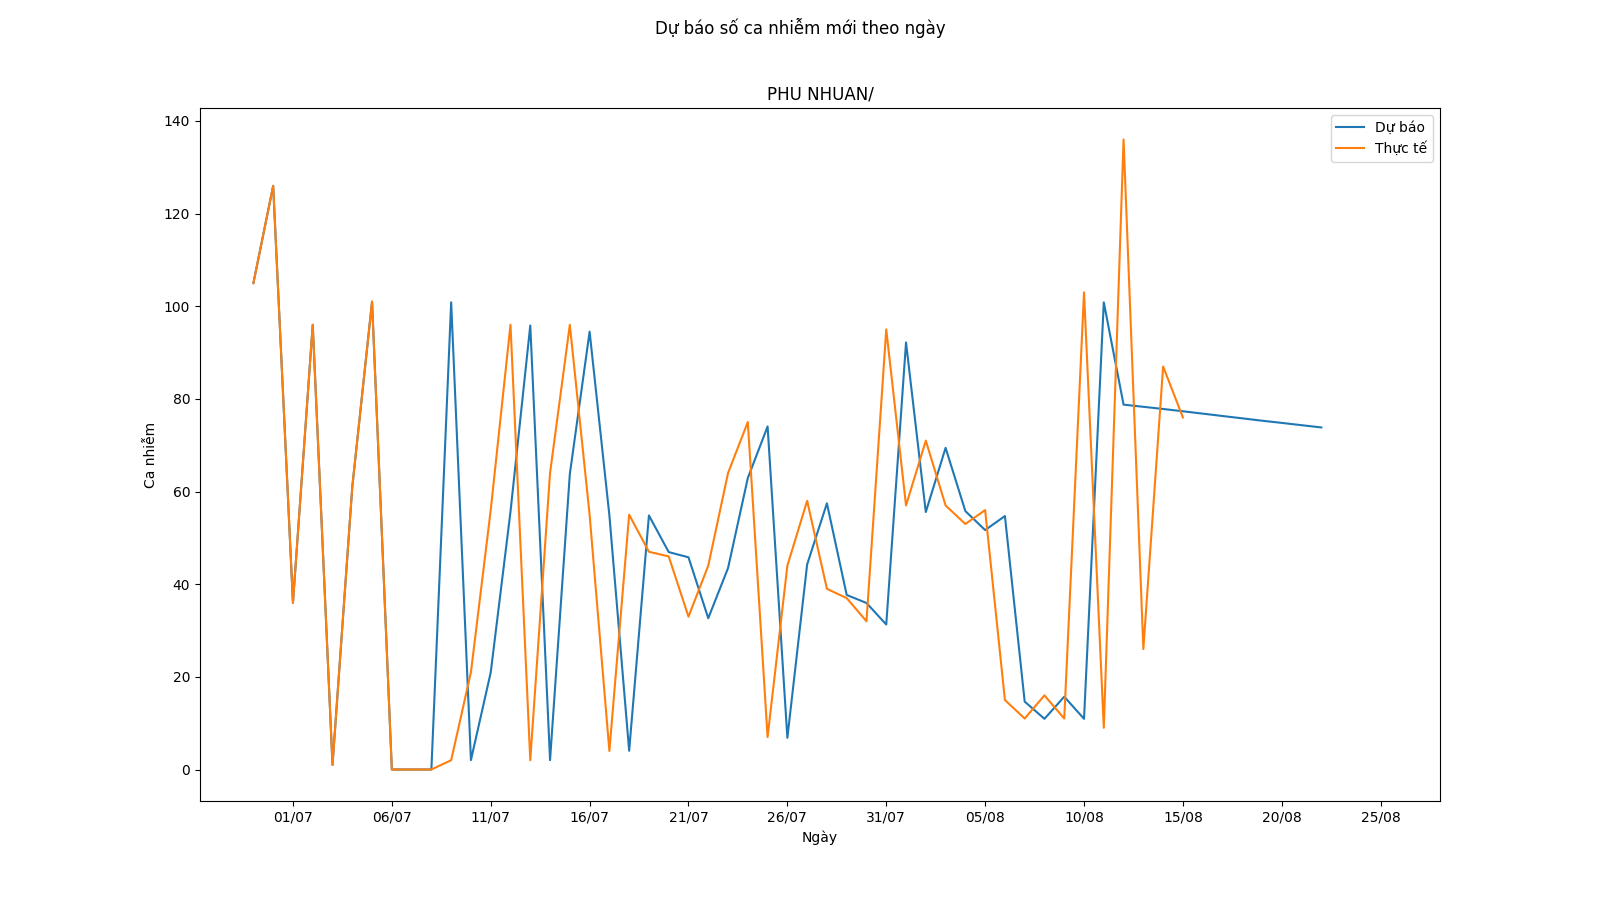 Dự báo số ca nhiễm mới theo ngày
PHU NHUAN/
Dự báo
Thực tế
140
120
100
80
60
40
20
0
Ca nhiễm
01/07 06/07 11/07 16/07 21/07 26/07 31/07 05/08 10/08 15/08 20/08 25/08
Ngày